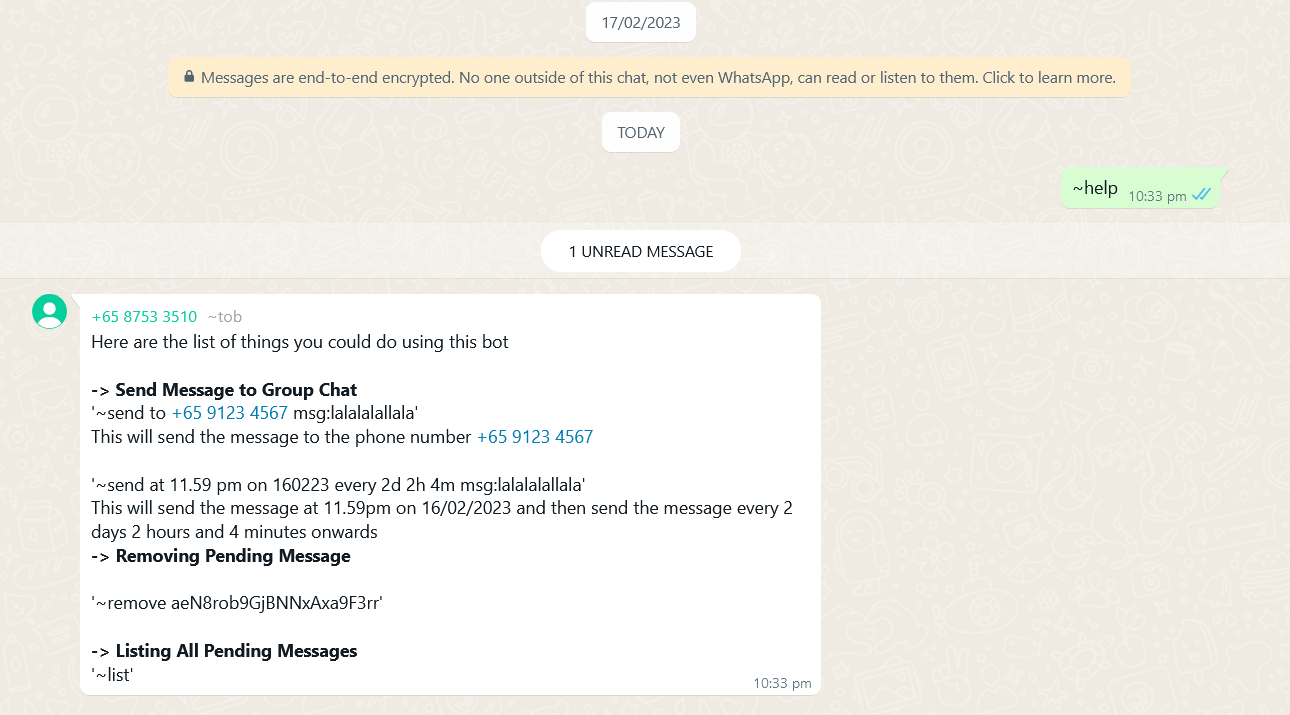 17/02/2023
Messages are end-to-end encrypted. No one outside of this chat, not even WhatsApp, can read or listen to them. Click to learn more.
TODAY
~help 10:33 pm
1 UNREAD MESSAGE
+65 8753 3510 ~tob
Here are the list of things you could do using this bot
-> Send Message to Group Chat
'~send to +65 9123 4567 msg:lalalalallala'
This will send the message to the phone number +65 9123 4567
'~send at 11.59 pm on 160223 every 2d 2h 4m msg:lalalalallala'
This will send the message at 11.59pm on 16/02/2023 and then send the message every 2
days 2 hours and 4 minutes onwards
-> Removing Pending Message
'~remove aeN8rob9GjBNNxAxa9F3rr'
-> Listing All Pending Messages
'~list'
10:33 pm